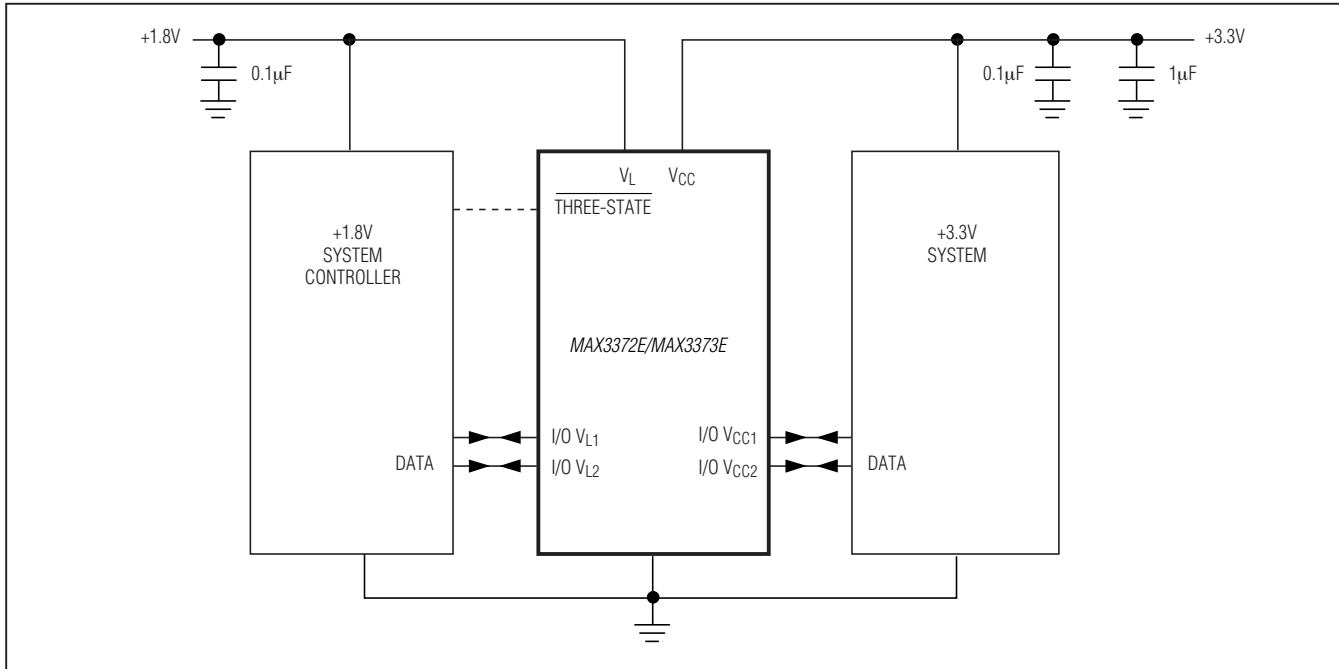 +1.8V
0.1µF
0.1µF
1µF
+3.3V
VL VCC
THREE-STATE
+1.8V
SYSTEM
CONTROLLER
+3.3V
SYSTEM
MAX3372E/MAX3373E
I/O VL1
I/O VCC1
DATA
I/O VL2
I/O VCC2
DATA